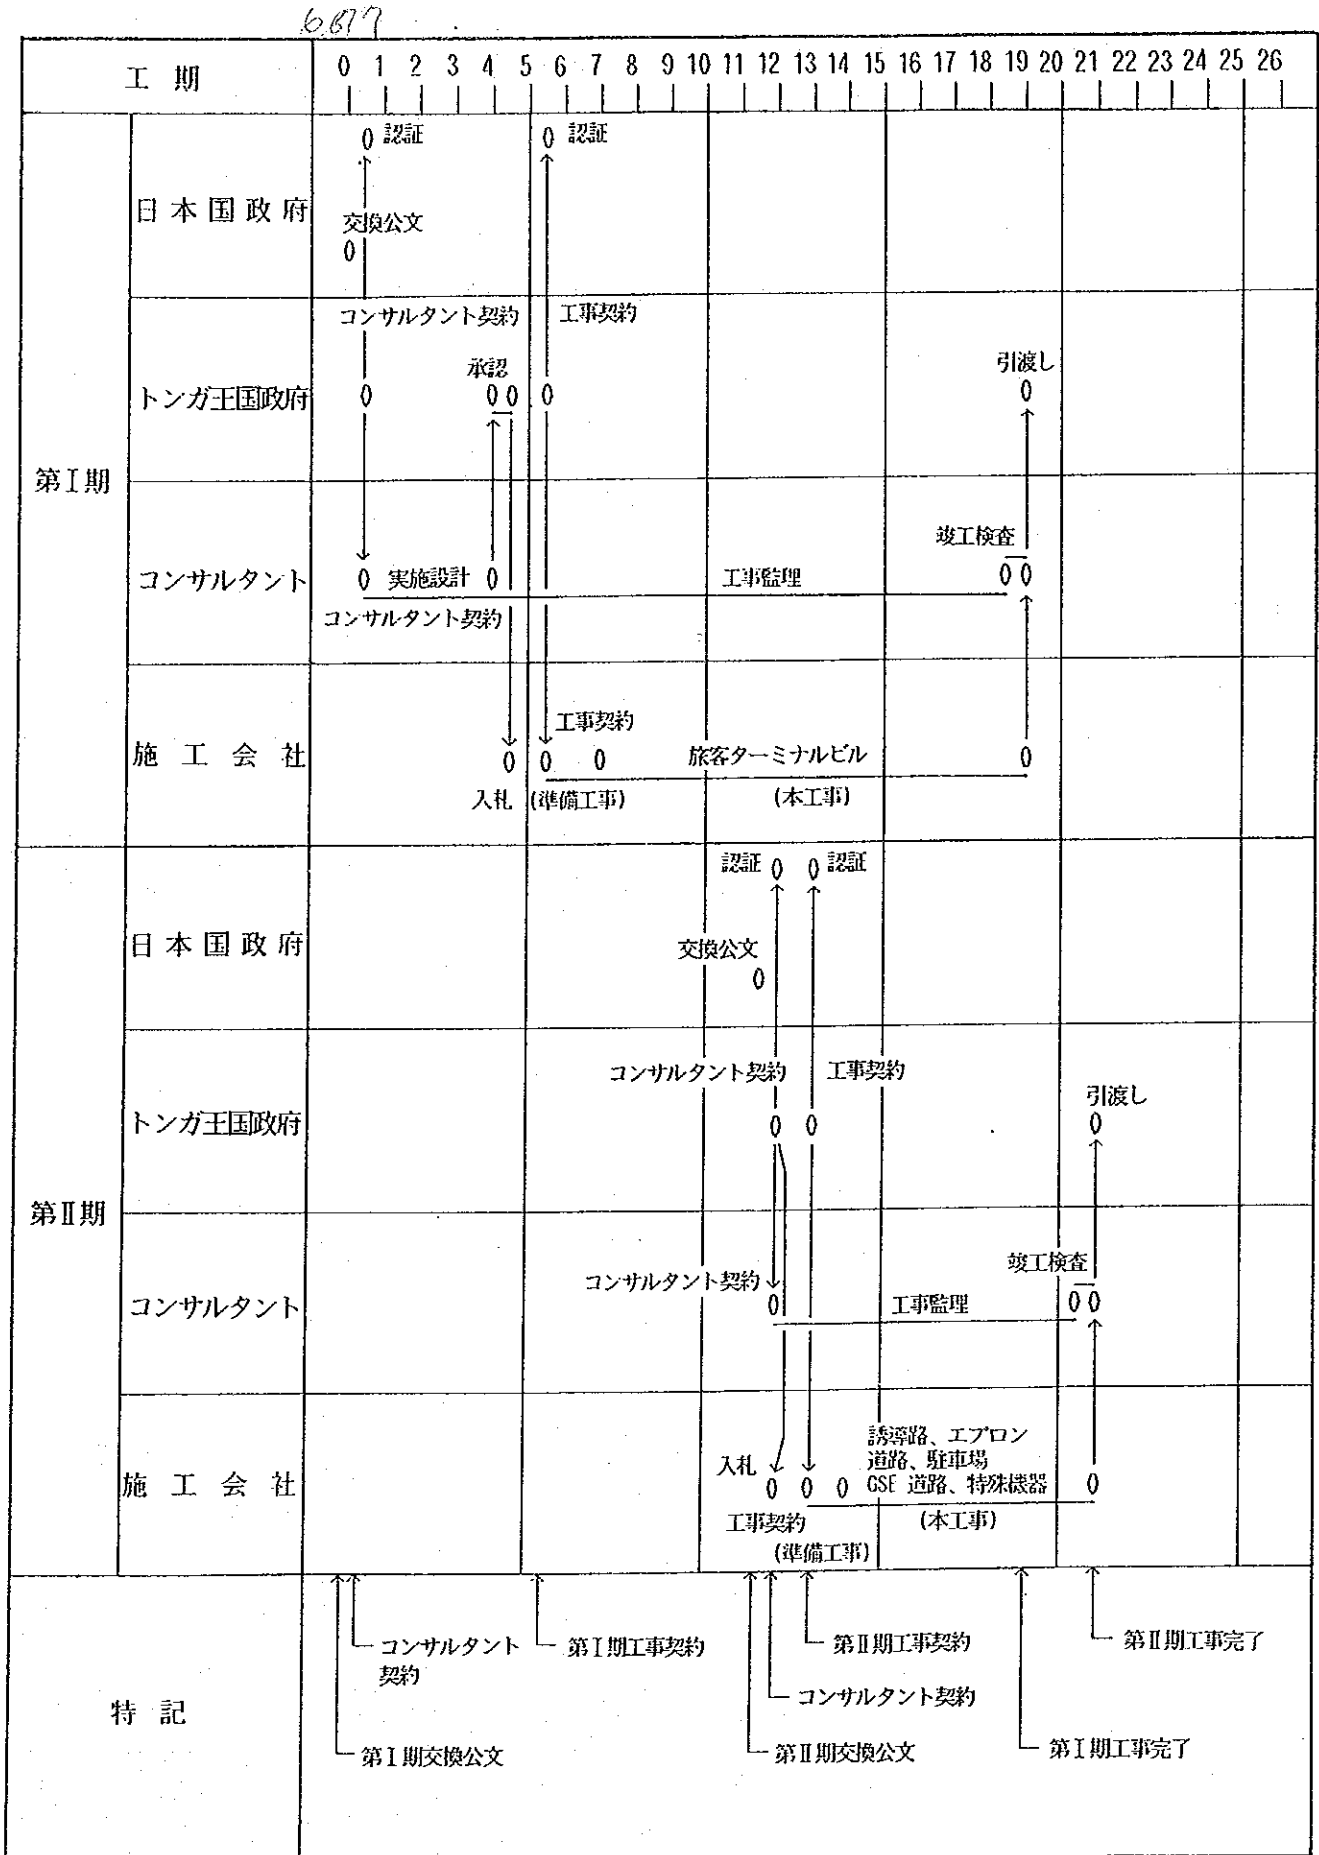 工期 0 1 2 3 4 5 6 7 8 9 10 11 12 13 14 15 16 17 18 19 20 21 22 23 24 25 26
第Ⅰ期
日本国政府
0 認証
0 認証
交換公文
0
トンガ王国政府
コンサルタント契約
工事契約
承認
引渡し
0 0 0 0 0
コンサルタント
竣工検査
0 実施設計 0 工事監理 0 0
コンサルタント契約
施工会社
工事契約
0 0 0 旅客ターミナルビル 0
入札 (準備工事) (本工事)
第Ⅱ期
日本国政府
認証 0 0 認証
交換公文
0
トンガ王国政府
コンサルタント契約 工事契約
引渡し
0 0 0
コンサルタント
竣工検査
コンサルタント契約
0 工事監理 0 0
施工会社
誘導路、エプロン
道路、駐車場
GSE 道路、特殊機器
入札
0 0 0 0
工事契約 (本工事)
(準備工事)
特記
コンサルタント
契約
第Ⅰ期工事契約
第Ⅱ期工事契約
第Ⅱ期工事完了
コンサルタント契約
第Ⅰ期交換公文
第Ⅱ期交換公文
第Ⅰ期工事完了